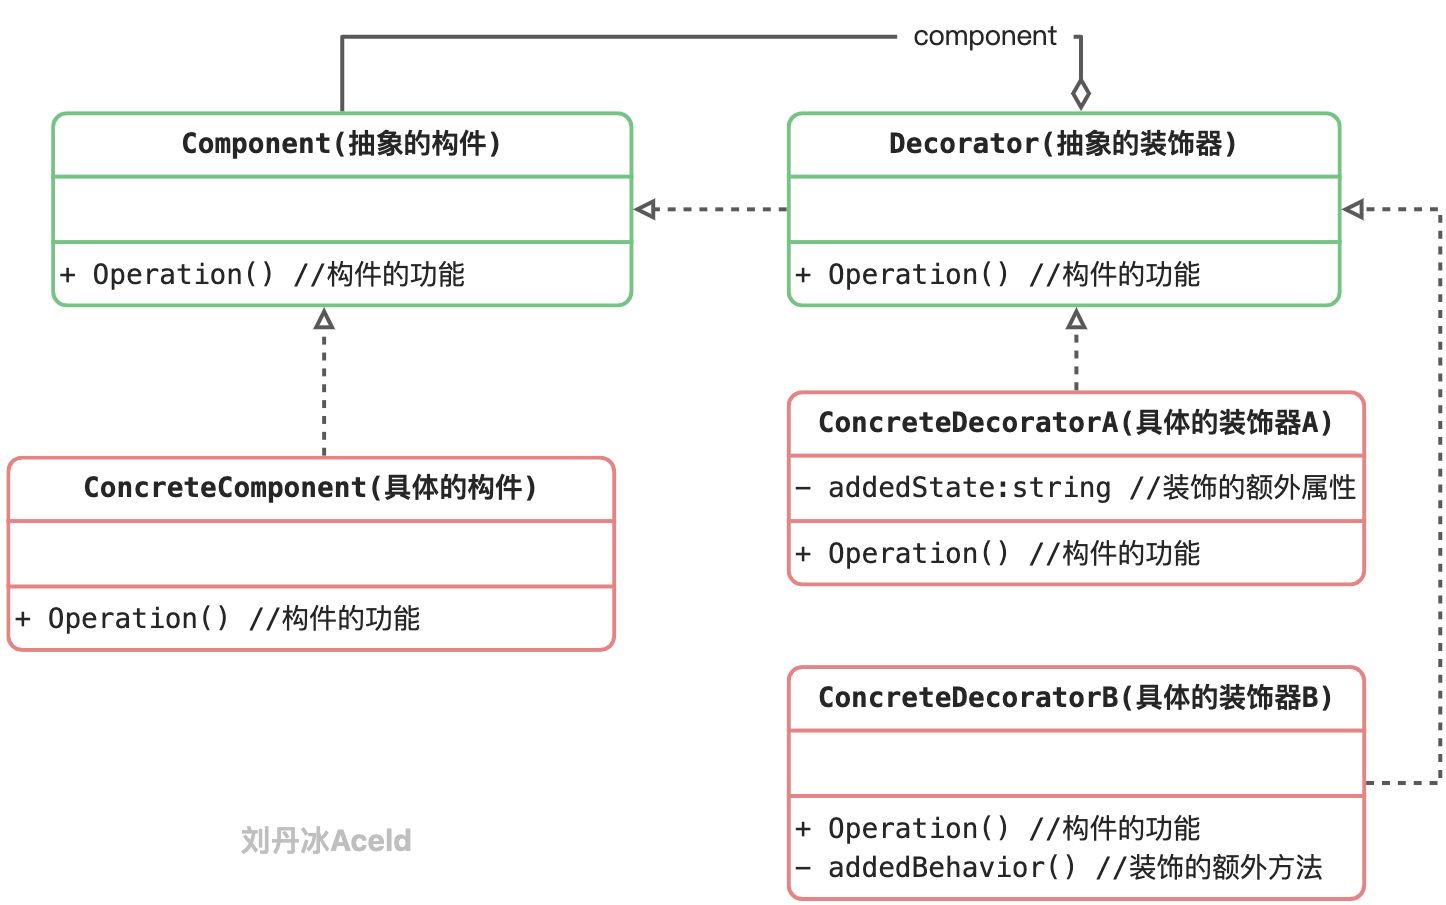 component
Component(抽象的构件)
+ Operation() //构件的功能
Decorator(抽象的装饰器)
+ Operation() //构件的功能
ConcreteComponent(具体的构件)
+ Operation() //构件的功能
ConcreteDecoratorA(具体的装饰器A)
- addedState:string //装饰的额外属性
+ Operation() //构件的功能
ConcreteDecoratorB(具体的装饰器B)
+ Operation() //构件的功能
- addedBehavior() //装饰的额外方法
刘丹冰Aceld